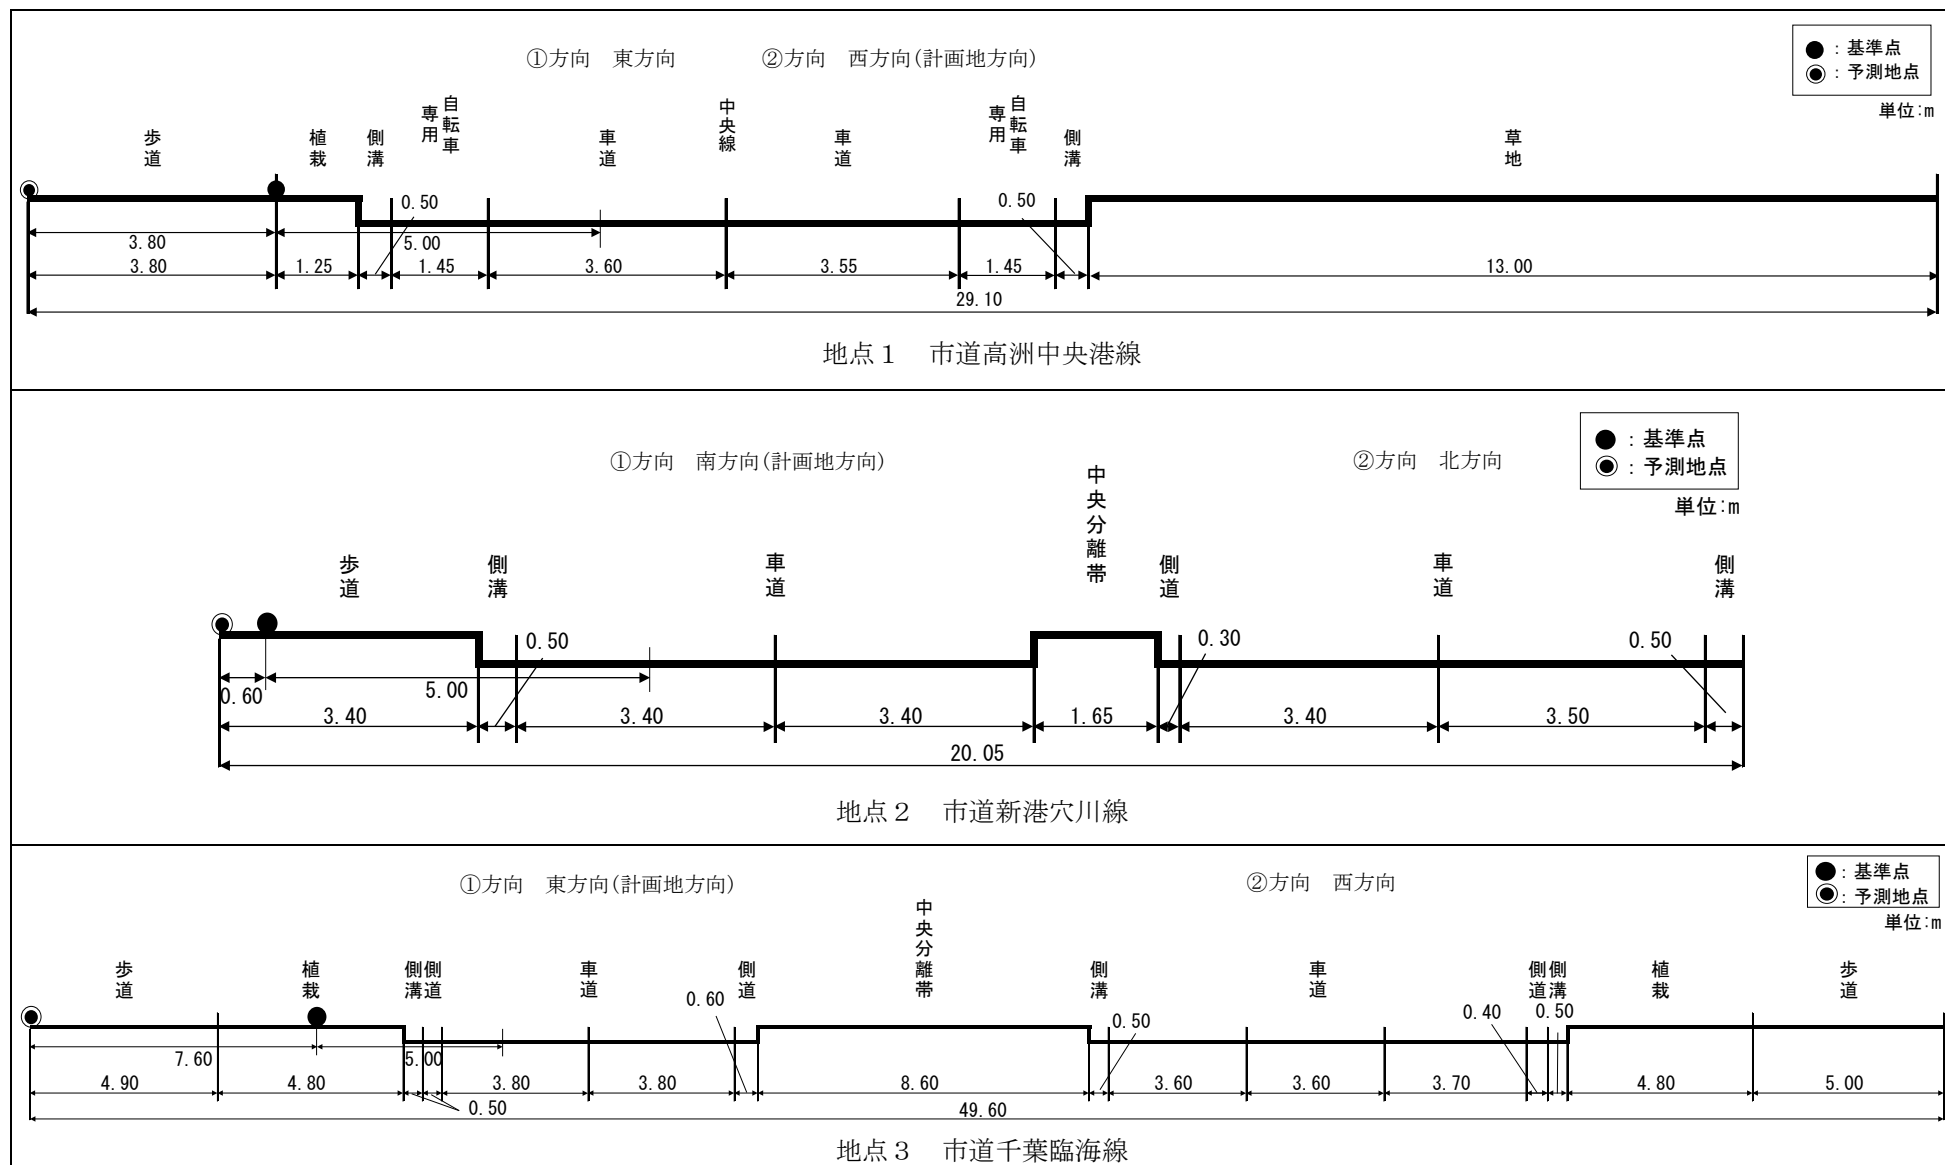 ①方向　東方向
②方向　西方向(計画地方向)
●：基準点
◉：予測地点
単位:m
歩道
植栽
側溝
自転車専用
車道
中央線
車道
自転車専用
側溝
草地
0.50
0.50
3.80
5.00
3.80
1.25
1.45
3.60
3.55
1.45
13.00
29.10
地点１　市道高洲中央港線
①方向　南方向(計画地方向)
②方向　北方向
●：基準点
◉：予測地点
単位:m
歩道
側溝
車道
中央分離帯
側道
車道
側溝
0.50
0.30
0.50
0.60
5.00
3.40
3.40
3.40
1.65
3.40
3.50
20.05
地点２　市道新港穴川線
①方向　東方向(計画地方向)
②方向　西方向
●：基準点
◉：予測地点
単位:m
歩道
植栽
側溝
側道
車道
側道
中央分離帯
側溝
車道
側道
側溝
植栽
歩道
0.60
0.50
0.40
0.50
7.60
5.00
4.90
4.80
3.80
3.80
8.60
3.60
3.60
3.70
4.80
5.00
0.50
49.60
地点３　市道千葉臨海線